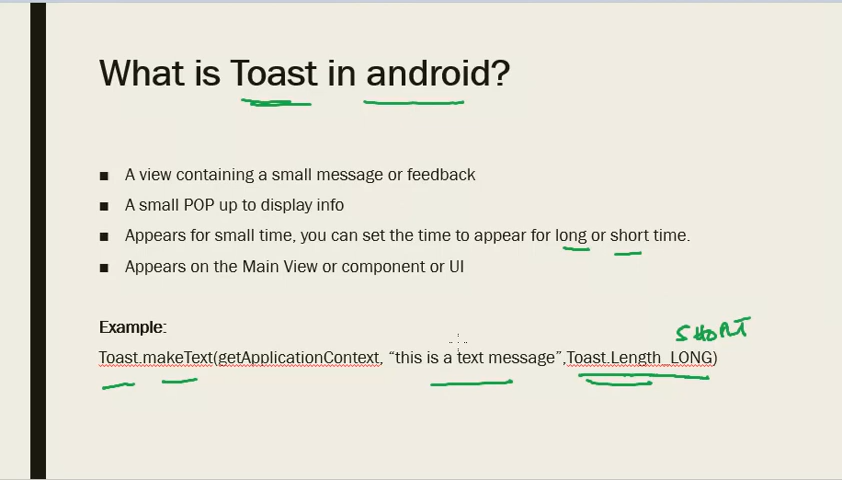 What is Toast in android?
■ A view containing a small message or feedback
■ A small POP up to display info
■ Appears for small time, you can set the time to appear for long or short time.
■ Appears on the Main View or component or UI
Example:
SHORT
Toast.makeText(getApplicationContext, “this is a text message”,Toast.Length_LONG)